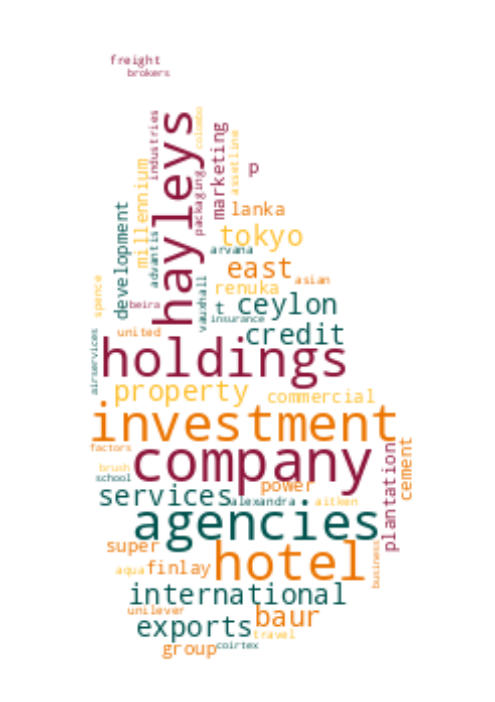 freight
brokers
hayleys
industries
colombo
packaging
marketing
assetline
p
millennium
lanka
development
advantis
tokyo
arvana
east
asian
renuka
spence
beira
vauxhall
t
ceylon
insurance
united
credit
airservices
holdings
property
commercial
investment
factors
company
brush
school
power
plantation
cement
services
alexandra
aitken
agencies
super
hotel
business
aqua
finlay
international
unilever
baur
exports
travel
group
coirtex